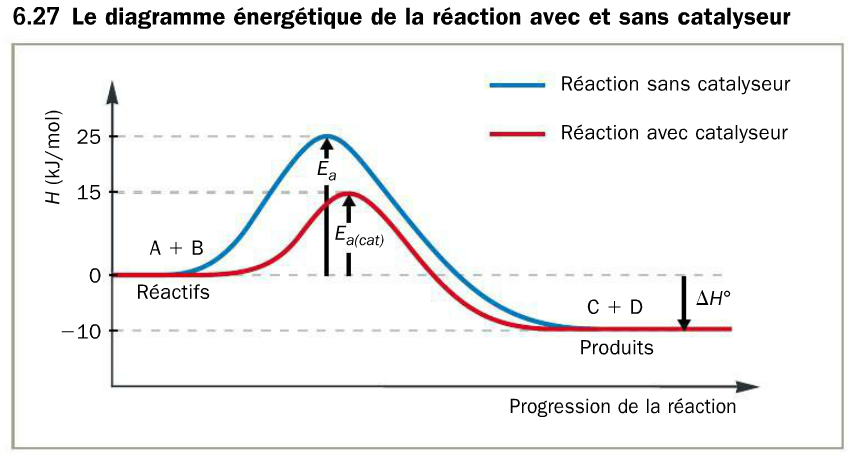 6.27 Le diagramme énergétique de la réaction avec et sans catalyseur
Réaction sans catalyseur
Réaction avec catalyseur
H (kJ/mol)
25
15
0
−10
Ea
Ea(cat)
A + B
Réactifs
C + D
Produits
ΔH°
Progression de la réaction